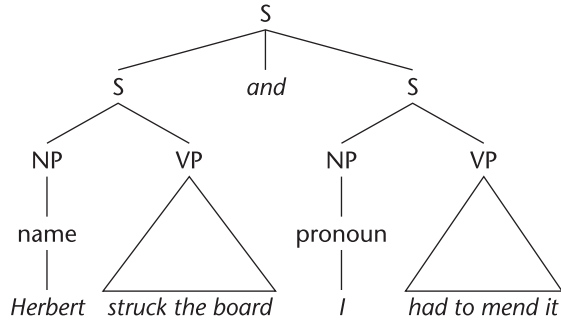 S
S and S
NP VP NP VP
name pronoun
Herbert struck the board I had to mend it